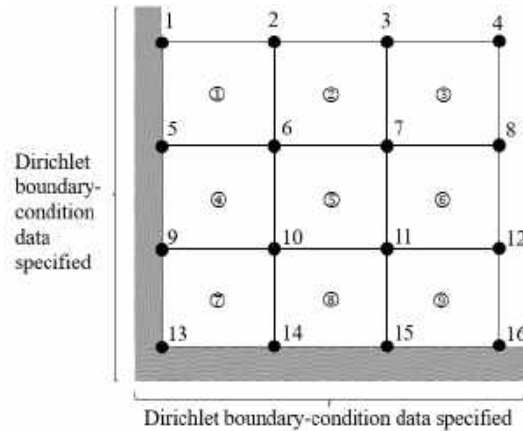 1 2 3 4
① ② ③
5 6 7 8
Dirichlet
boundary-
condition
data
specified
④ ⑤ ⑥
9 10 11 12
⑦ ⑧ ⑨
13 14 15 16
Dirichlet boundary-condition data specified